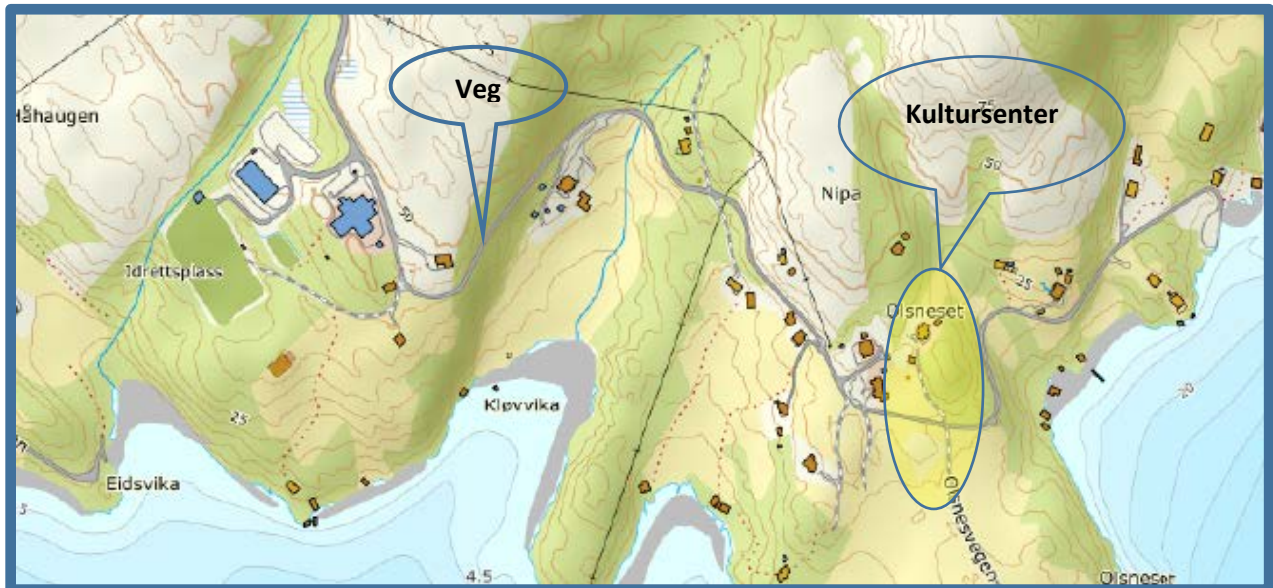 Veg
Kultursenter
Håhaugen
75
75
50
50
Nipa
Idrettsplass
Olsneset
25
25
Kløvvika
20
Eidsvika
5
4.5
Olsnesvegen
Olsneset